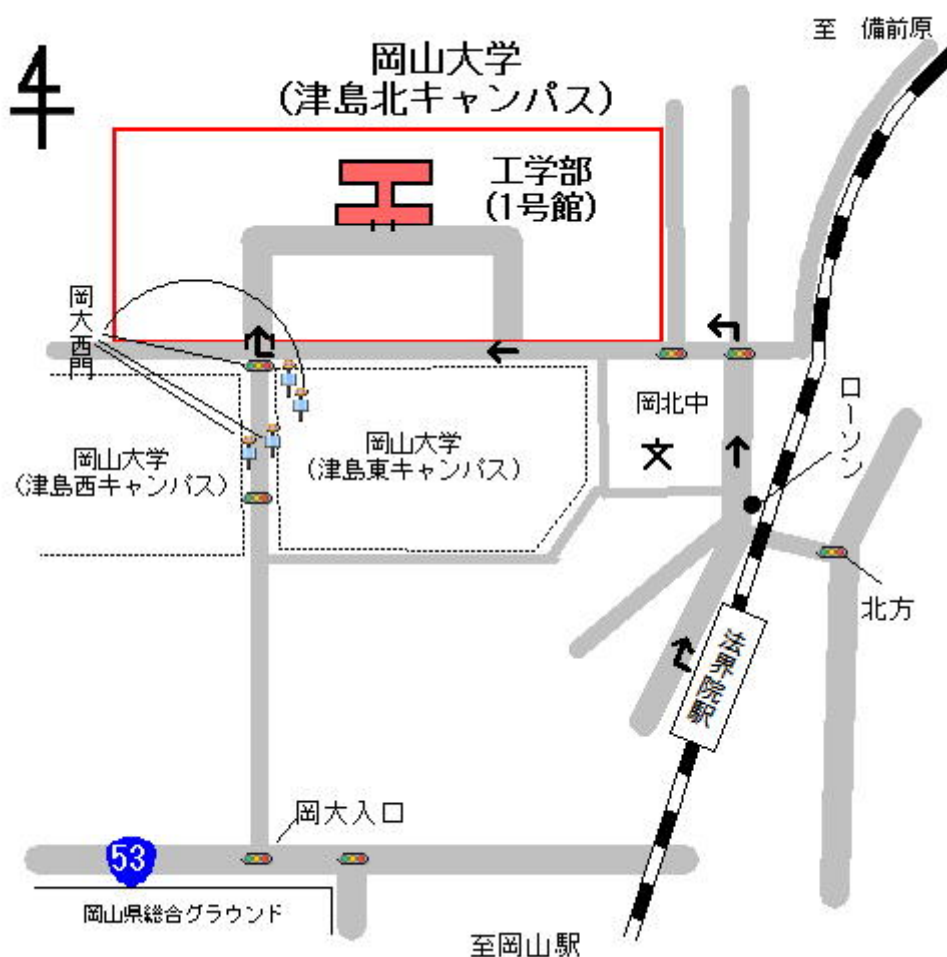 至 備前原
岡山大学
(津島北キャンパス)
工学部
(1号館)
岡大西門
岡北中
文
ローソン
岡山大学
(津島西キャンパス)
岡山大学
(津島東キャンパス)
北方
法界院駅
岡大入口
53
岡山県総合グラウンド
至岡山駅